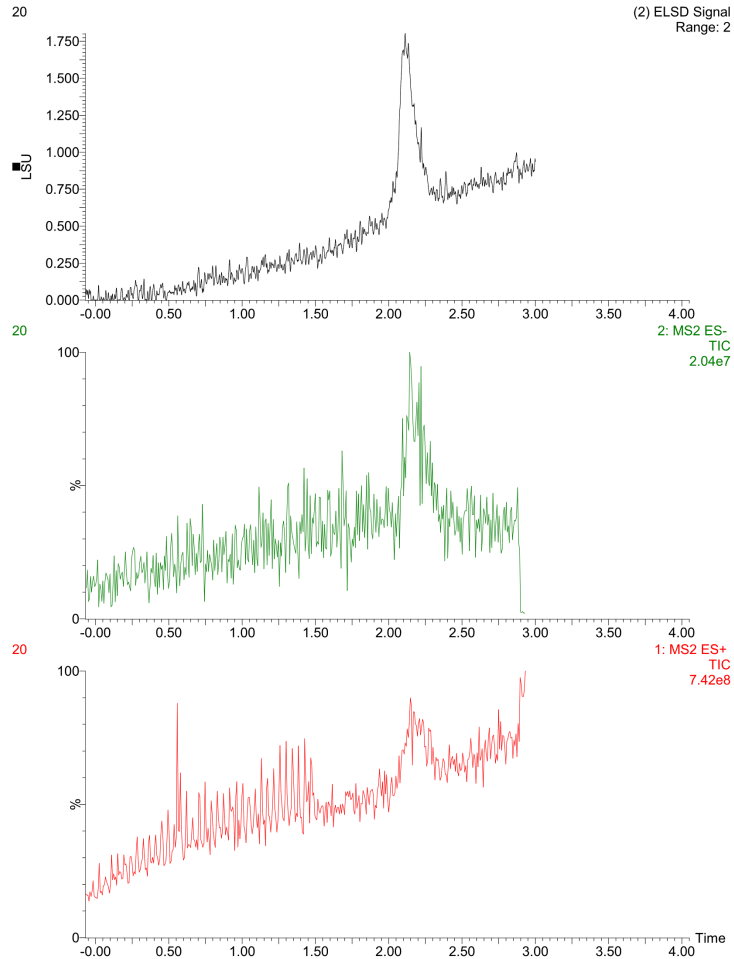 20
(2) ELSD Signal
Range: 2
1.750
1.500
1.250
1.000
0.750
0.500
0.250
0.000
LSU
-0.00 0.50 1.00 1.50 2.00 2.50 3.00 3.50 4.00
20
2: MS2 ES-
TIC
2.04e7
100
%
0
-0.00 0.50 1.00 1.50 2.00 2.50 3.00 3.50 4.00
20
1: MS2 ES+
TIC
7.42e8
100
%
0
Time
-0.00 0.50 1.00 1.50 2.00 2.50 3.00 3.50 4.00